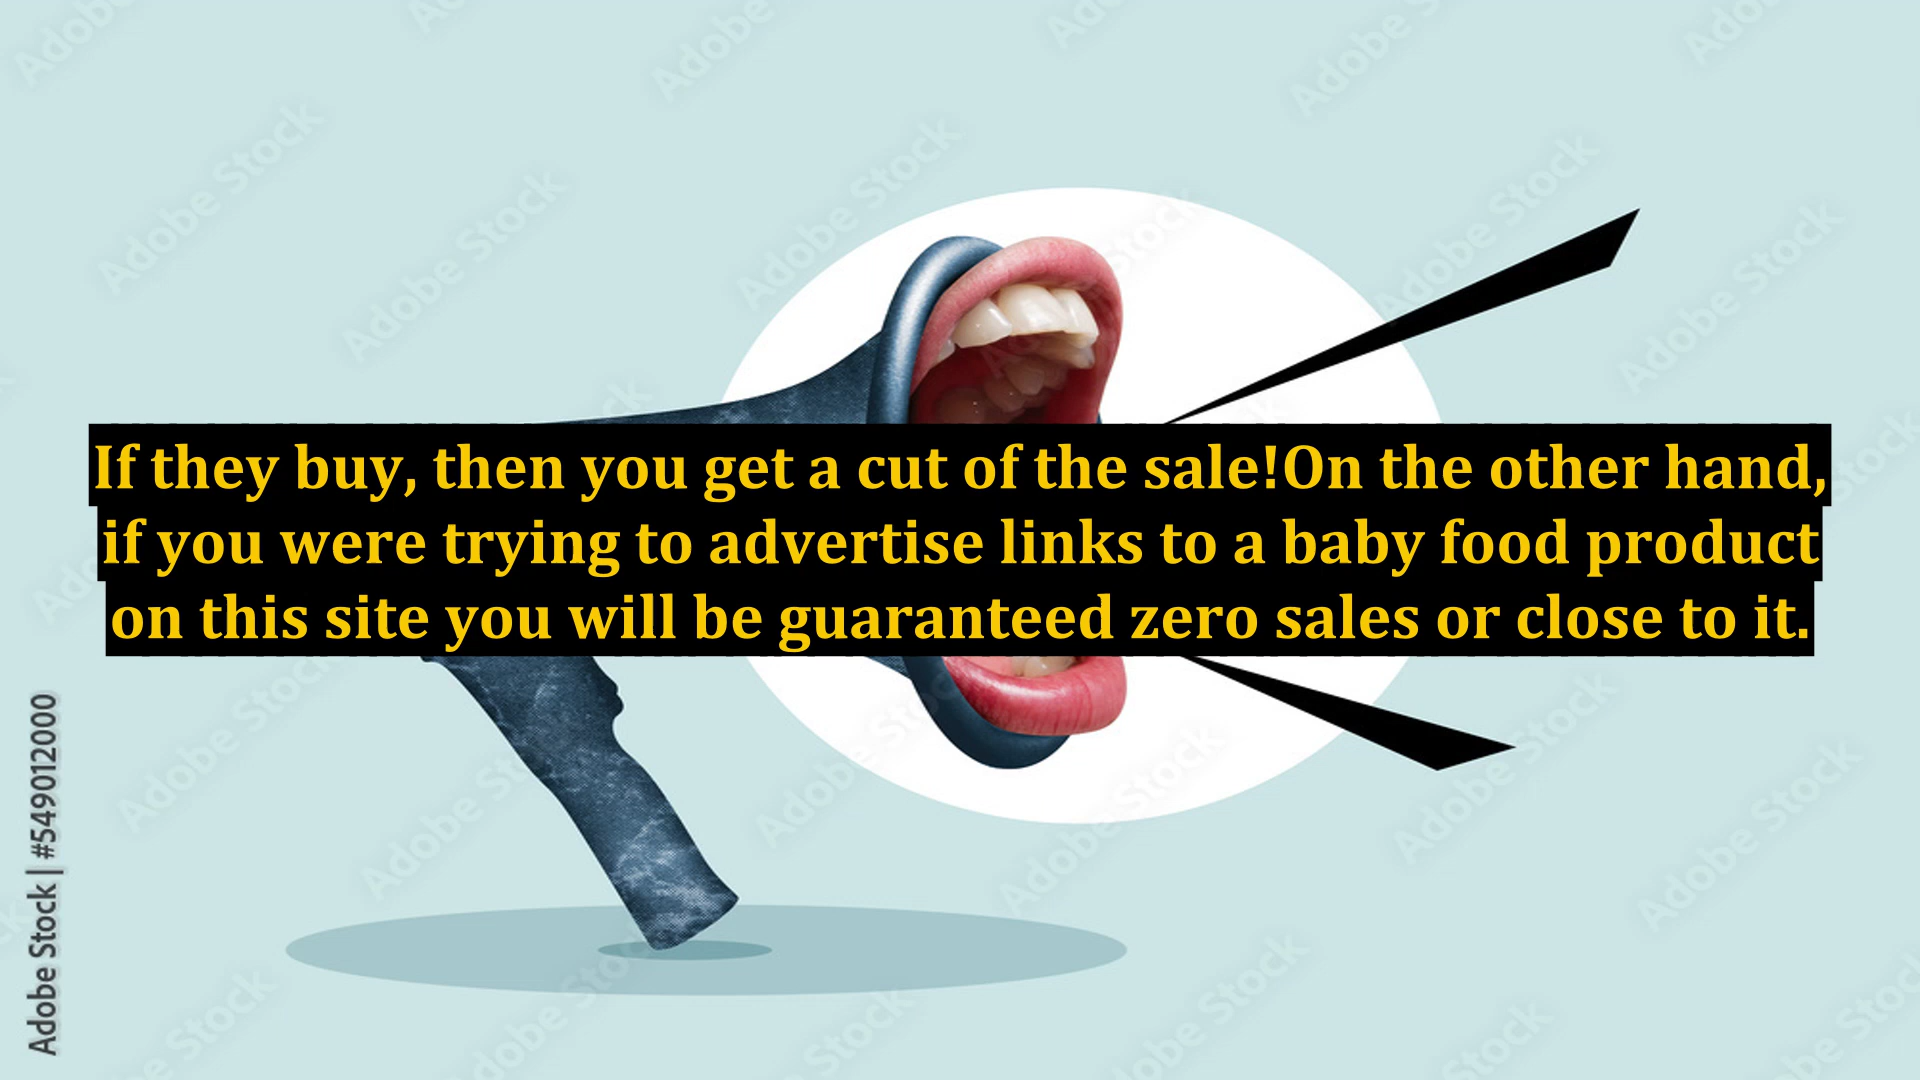 If they buy, then you get a cut of the sale!On the other hand,
if you were trying to advertise links to a baby food product
on this site you will be guaranteed zero sales or close to it.
Adobe Stock | #549012000
Adobe Stock